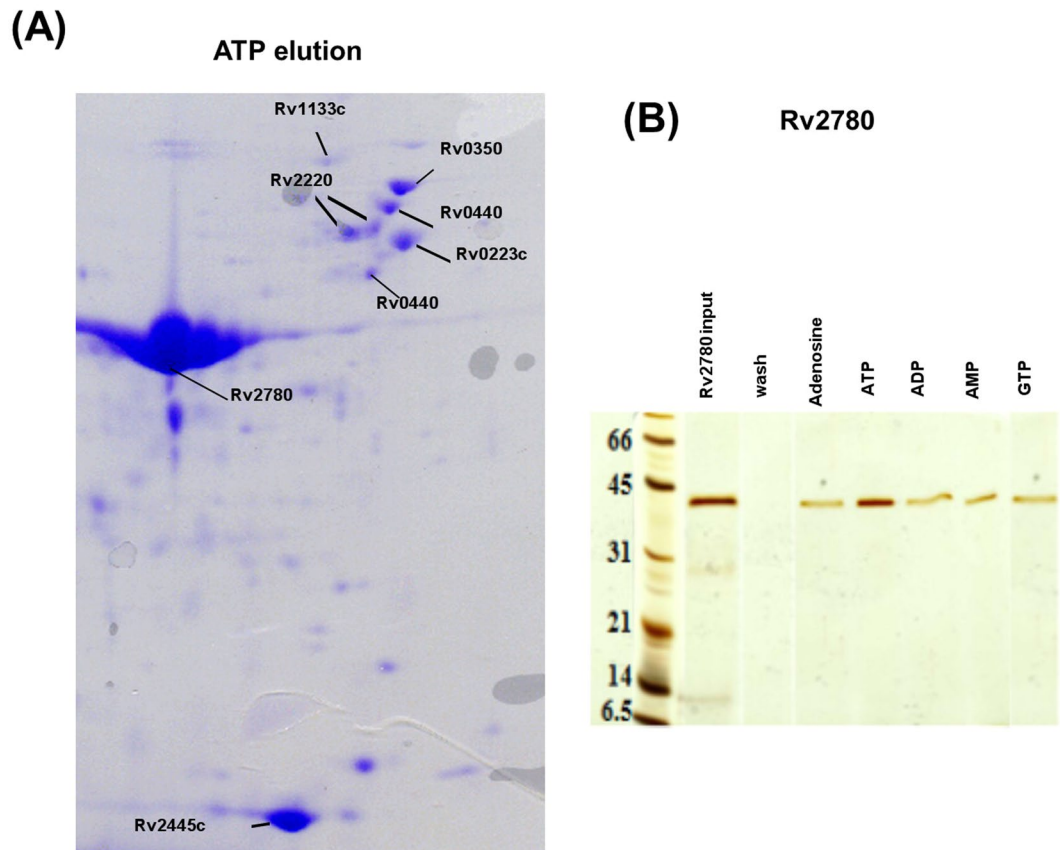 (A)
ATP elution
Rv1133c
Rv0350
Rv2220
Rv0440
Rv0223c
Rv0440
Rv2780
Rv2445c
(B)
Rv2780
Rv2780 input
wash
Adenosine
ATP
ADP
AMP
GTP
66
45
31
21
14
6.5